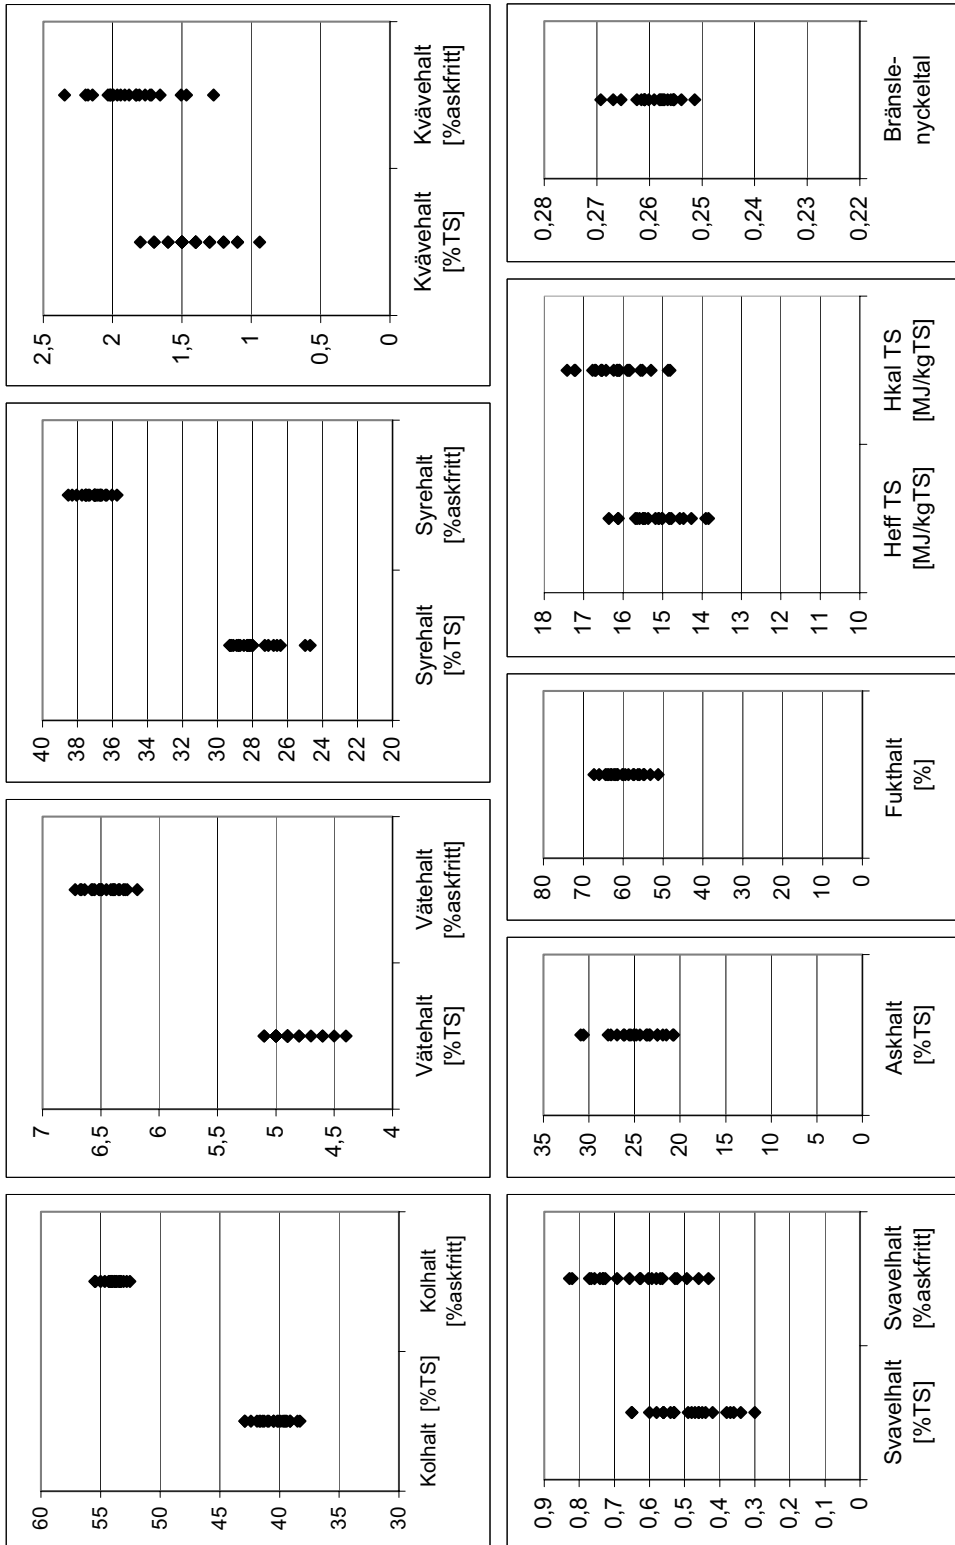 60
55
50
45
40
35
30
Kolhalt [%TS]
Kolhalt
[%askfritt]
7
6,5
6
5,5
5
4,5
4
Vätehalt
[%TS]
Vätehalt
[%askfritt]
40
38
36
34
32
30
28
26
24
22
20
Syrehalt
[%TS]
Syrehalt
[%askfritt]
2,5
2
1,5
1
0,5
0
Kvävehalt
[%TS]
Kvävehalt
[%askfritt]
0,9
0,8
0,7
0,6
0,5
0,4
0,3
0,2
0,1
0
Svavelhalt
[%TS]
Svavelhalt
[%askfritt]
35
30
25
20
15
10
5
0
Askhalt
[%TS]
80
70
60
50
40
30
20
10
0
Fukthalt
[%]
18
17
16
15
14
13
12
11
10
Heff TS
[MJ/kgTS]
Hkal TS
[MJ/kgTS]
0,28
0,27
0,26
0,25
0,24
0,23
0,22
Bränsle-
nyckeltal